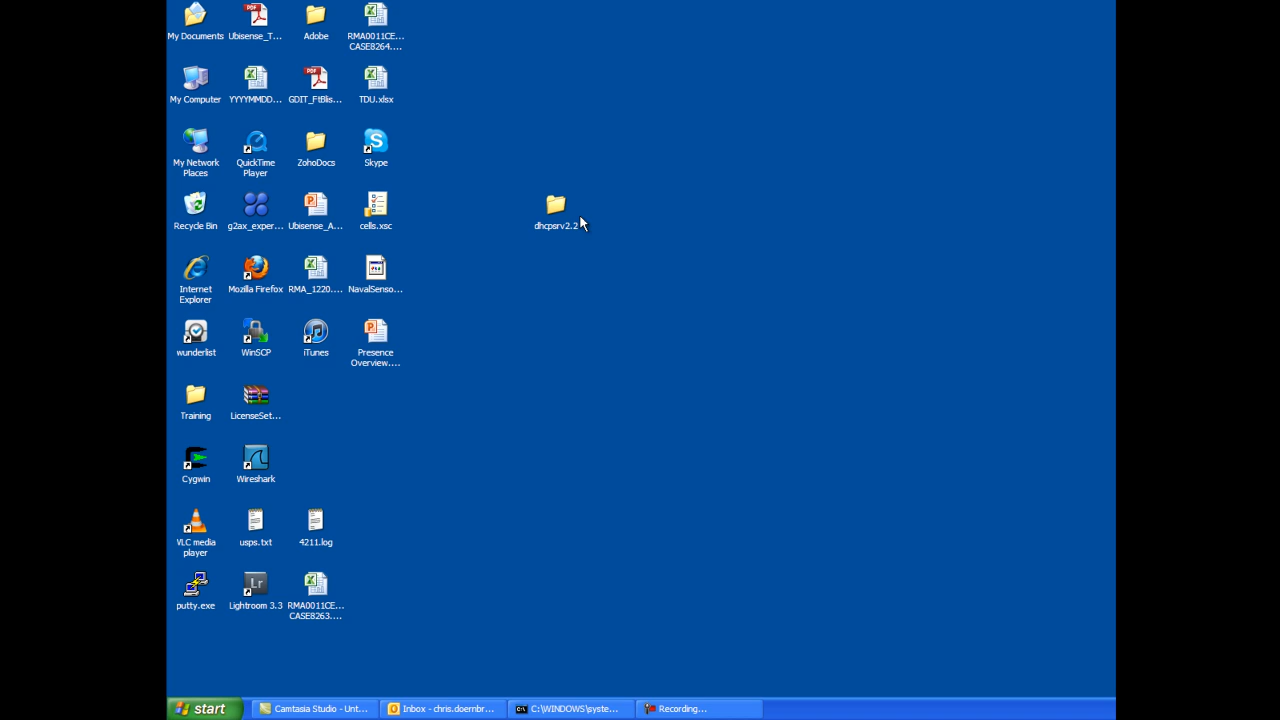 My Documents
Ubisense_T...
Adobe
RMA0011CE...
CASE8264....
My Computer
YYYYMMDD...
GDIT_FtBlis...
TDU.xlsx
My Network
Places
QuickTime
Player
ZohoDocs
Skype
Recycle Bin
g2ax_exper...
Ubisense_A...
cells.xsc
dhcpsrv2.2
Internet
Explorer
Mozilla Firefox
RMA_1220....
NavalSenso...
wunderlist
WinSCP
iTunes
Presence
Overview....
Training
LicenseSet...
Cygwin
Wireshark
VLC media
player
usps.txt
4211.log
putty.exe
Lightroom 3.3
RMA0011CE...
CASE8263....
start
Camtasia Studio - Unt...
Inbox - chris.doernbr...
C:\WINDOWS\syste...
Recording...